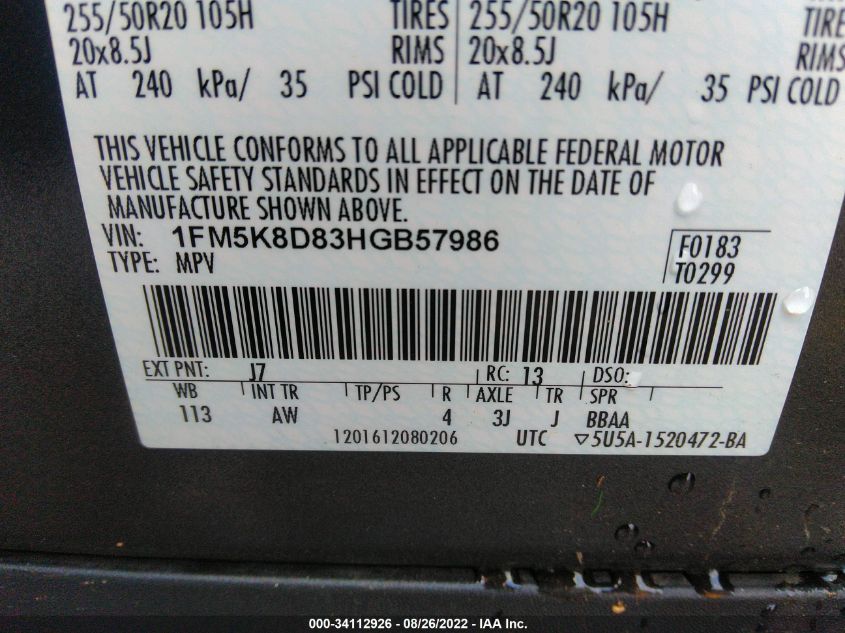 255/50R20 105H TIRES 255/50R20 105H TIRE
20x8.5J RIMS 20x8.5J RIMS
AT 240 kPa/ 35 PSI COLD AT 240 kPa/ 35 PSI COLD
THIS VEHICLE CONFORMS TO ALL APPLICABLE FEDERAL MOTOR
VEHICLE SAFETY STANDARDS IN EFFECT ON THE DATE OF
MANUFACTURE SHOWN ABOVE.
VIN: 1FM5K8D83HGB57986 F0183
TYPE: MPV T0299
EXT PNT: J7 RC: 13 DSO:
WB INT TR TP/PS R AXLE TR SPR
113 AW 4 3J J BBAA
1201612080206 UTC ▽5U5A-1520472-BA
000-34112926 - 08/26/2022 - IAA Inc.